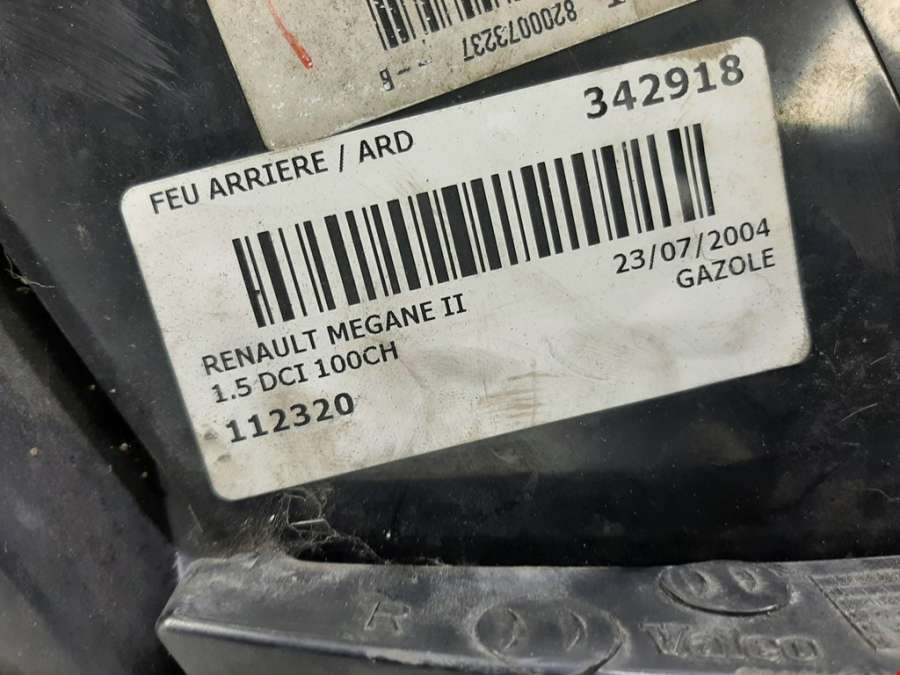 8200073237
FEU ARRIERE / ARD
342918
23/07/2004
GAZOLE
RENAULT MEGANE II
1.5 DCI 100CH
112320
R
Valeo